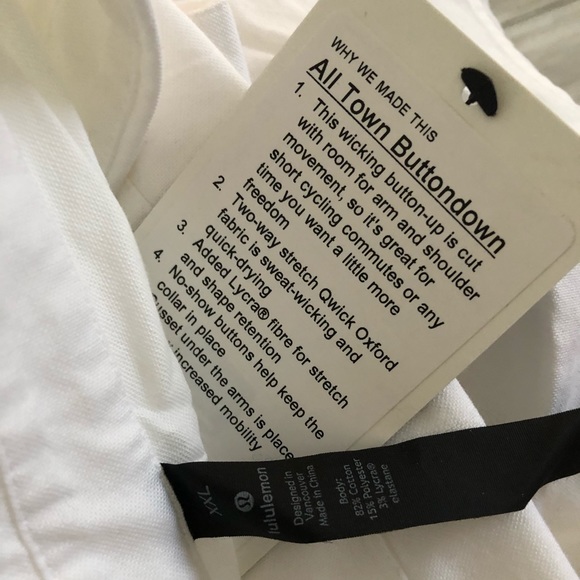 WHY WE MADE THIS
All Town Buttondown
1. This wicking button-up is cut
with room for arm and shoulder
movement, so it's great for
short cycling commutes or any
time you want a little more
freedom
2. Two-way stretch Qwick Oxford
fabric is sweat-wicking and
quick-drying
3. Added Lycra® fibre for stretch
and shape retention
4. No-show buttons help keep the
collar in place
under the arms is place
increased mobility
XXL
lululemon
Designed in
Vancouver
Made in China
Body:
82% Cotton
15% Polyester
3% Lycra®
elastane